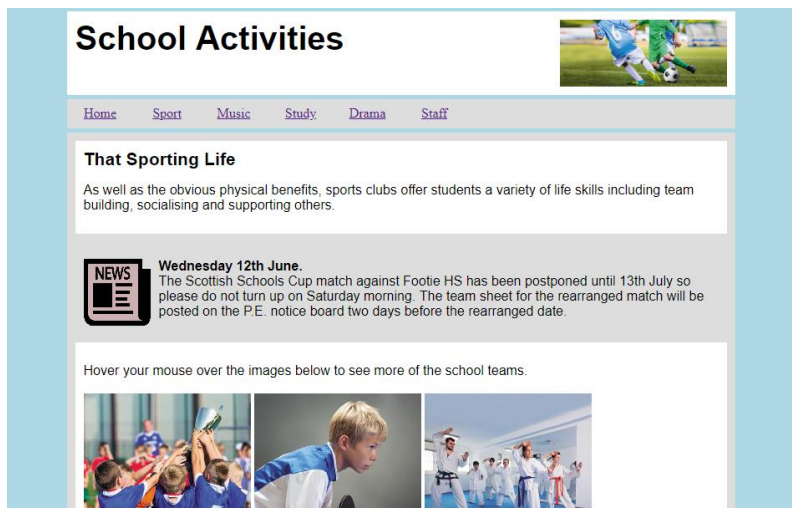 School Activities
6
Home Sport Music Study Drama Staff
That Sporting Life
As well as the obvious physical benefits, sports clubs offer students a variety of life skills including team
building, socialising and supporting others.
NEWS
Wednesday 12th June.
The Scottish Schools Cup match against Footie HS has been postponed until 13th July so
please do not turn up on Saturday morning. The team sheet for the rearranged match will be
posted on the P.E. notice board two days before the rearranged date.
Hover your mouse over the images below to see more of the school teams.